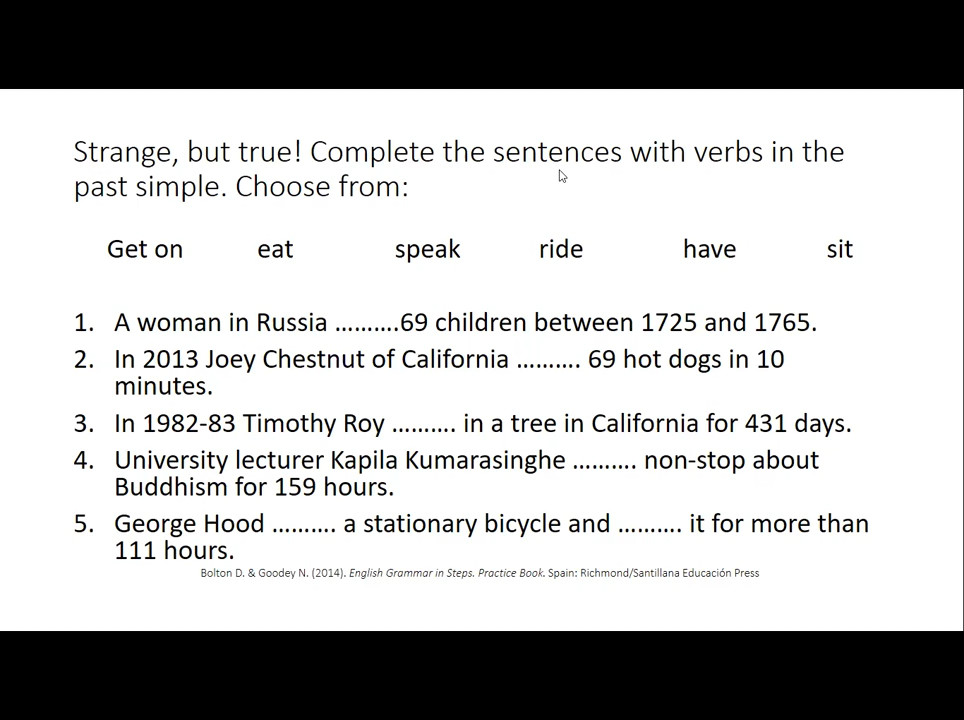 Strange, but true! Complete the sentences with verbs in the
past simple. Choose from:
Get on eat speak ride have sit
1. A woman in Russia ……….69 children between 1725 and 1765.
2. In 2013 Joey Chestnut of California ………. 69 hot dogs in 10
minutes.
3. In 1982-83 Timothy Roy ………. in a tree in California for 431 days.
4. University lecturer Kapila Kumarasinghe ………. non-stop about
Buddhism for 159 hours.
5. George Hood ………. a stationary bicycle and ………. it for more than
111 hours.
Bolton D. & Goodey N. (2014). English Grammar in Steps. Practice Book. Spain: Richmond/Santillana Educación Press